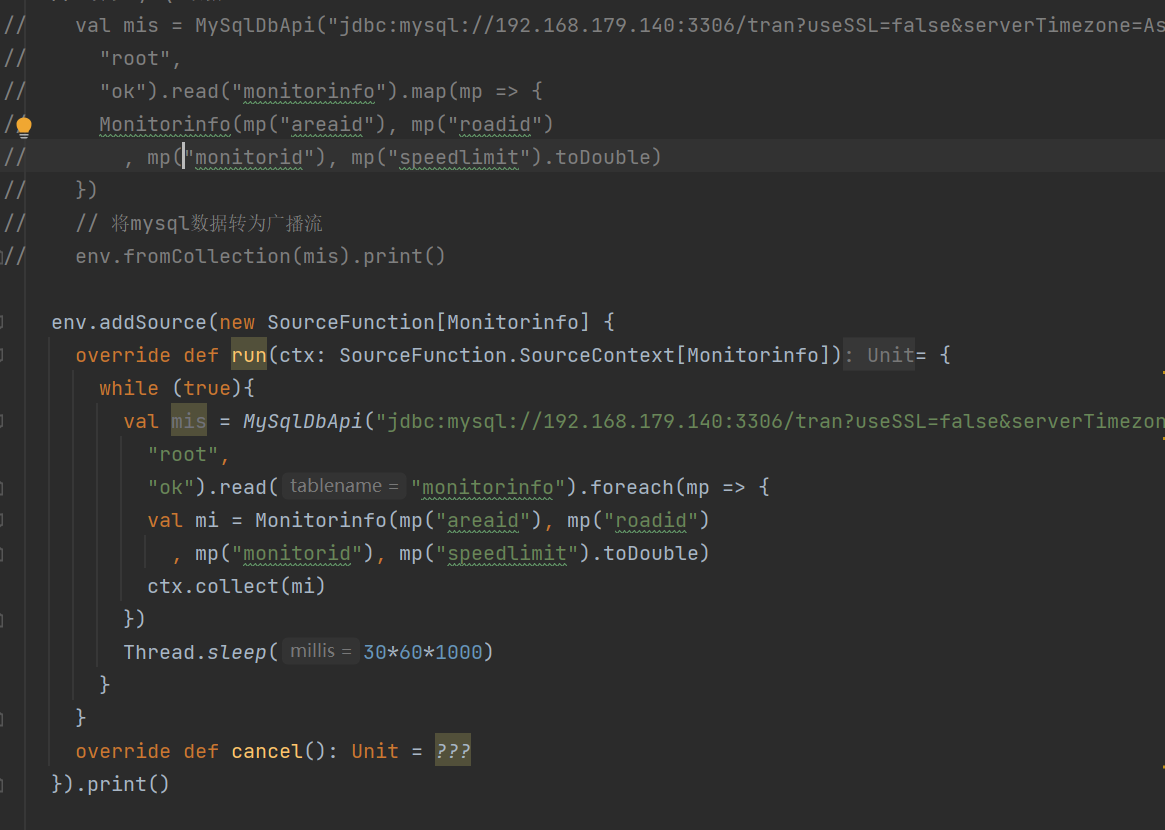 //    val mis = MySqlDbApi("jdbc:mysql://192.168.179.140:3306/tran?useSSL=false&serverTimezone=As
//      "root",
//      "ok").read("monitorinfo").map(mp => {
//      Monitorinfo(mp("areaid"), mp("roadid")
//        , mp("monitorid"), mp("speedlimit").toDouble)
//    })
//    // 将mysql数据转为广播流
//    env.fromCollection(mis).print()
env.addSource(new SourceFunction[Monitorinfo] {
override def run(ctx: SourceFunction.SourceContext[Monitorinfo]): Unit= {
while (true){
val mis = MySqlDbApi("jdbc:mysql://192.168.179.140:3306/tran?useSSL=false&serverTimezon
"root",
"ok").read( tablename = "monitorinfo").foreach(mp => {
val mi = Monitorinfo(mp("areaid"), mp("roadid")
, mp("monitorid"), mp("speedlimit").toDouble)
ctx.collect(mi)
})
Thread.sleep( millis = 30*60*1000)
}
}
override def cancel(): Unit = ???
}).print()